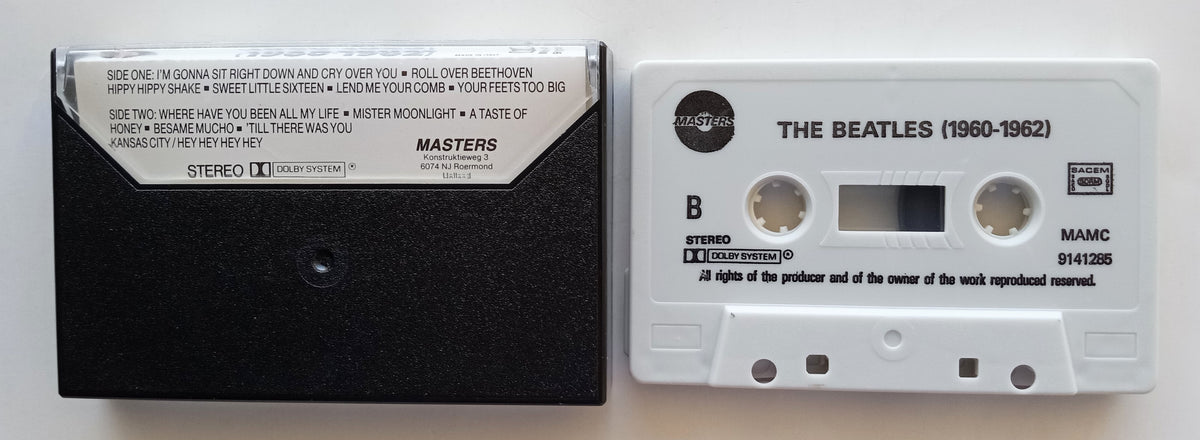 SIDE ONE: I'M GONNA SIT RIGHT DOWN AND CRY OVER YOU ▪ ROLL OVER BEETHOVEN
HIPPY HIPPY SHAKE ▪ SWEET LITTLE SIXTEEN ▪ LEND ME YOUR COMB ▪ YOUR FEETS TOO BIG
SIDE TWO: WHERE HAVE YOU BEEN ALL MY LIFE ▪ MISTER MOONLIGHT ▪ A TASTE OF
HONEY ▪ BESAME MUCHO ▪ 'TILL THERE WAS YOU
KANSAS CITY / HEY HEY HEY HEY
MASTERS
Konstruktieweg 3
6074 NJ Roermond
Holland
STEREO DOLBY SYSTEM
MASTERS
THE BEATLES (1960-1962)
SACEM
B
STEREO
DOLBY SYSTEM
MAMC
9141285
All rights of the producer and of the owner of the work reproduced reserved.